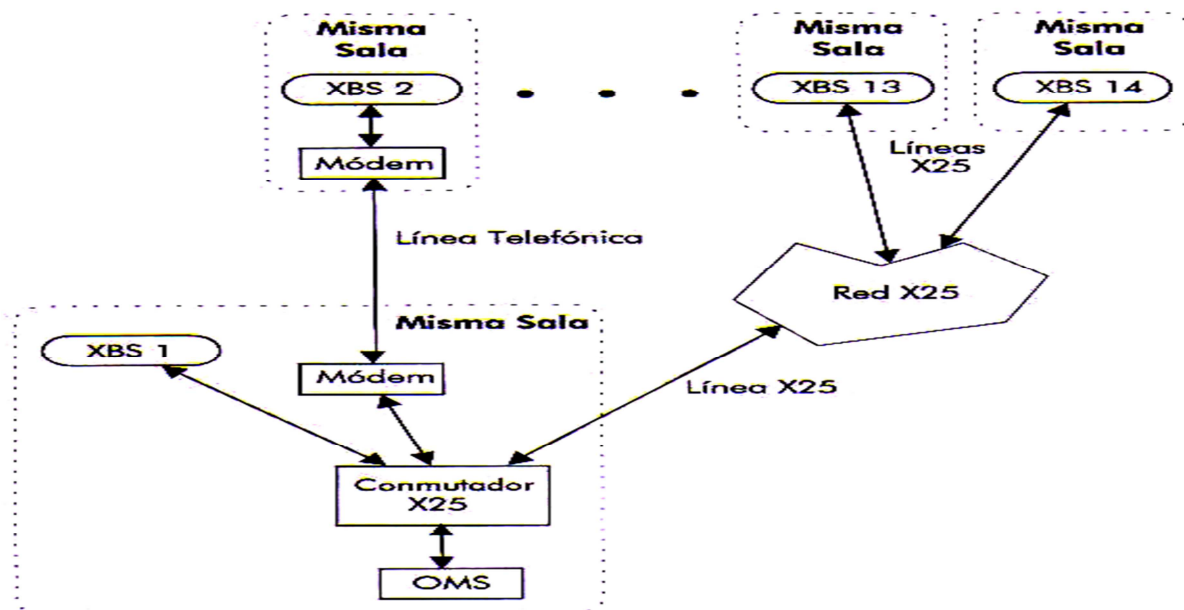 Misma
Sala
XBS 2
Módem
Misma
Sala
XBS 13
Misma
Sala
XBS 14
Líneas
X25
Línea Telefónica
Red X25
Misma Sala
XBS 1
Módem
Línea X25
Conmutador
X25
OMS